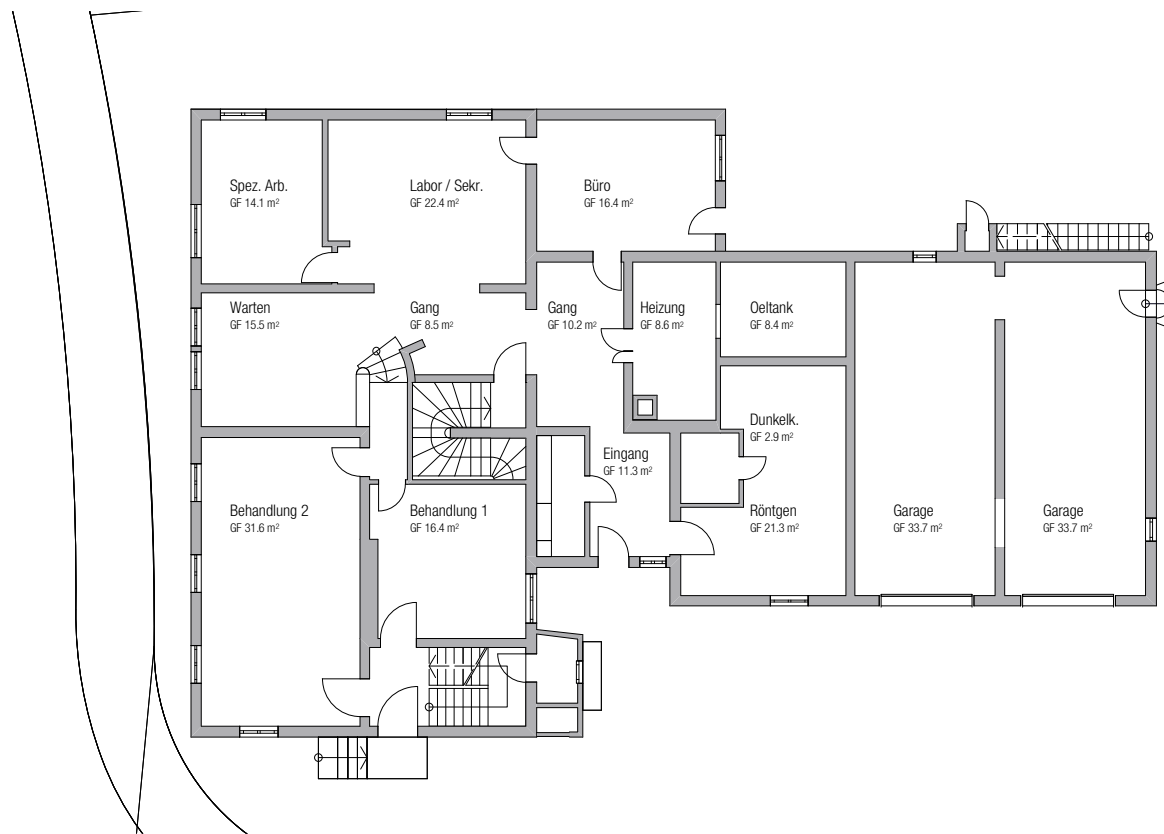 Spez. Arb.
GF 14.1 m²
Labor / Sekr.
GF 22.4 m²
Büro
GF 16.4 m²
Warten
GF 15.5 m²
Gang
GF 8.5 m²
Gang
GF 10.2 m²
Heizung
GF 8.6 m²
Oeltank
GF 8.4 m²
Dunkelk.
GF 2.9 m²
Eingang
GF 11.3 m²
Behandlung 2
GF 31.6 m²
Behandlung 1
GF 16.4 m²
Röntgen
GF 21.3 m²
Garage
GF 33.7 m²
Garage
GF 33.7 m²